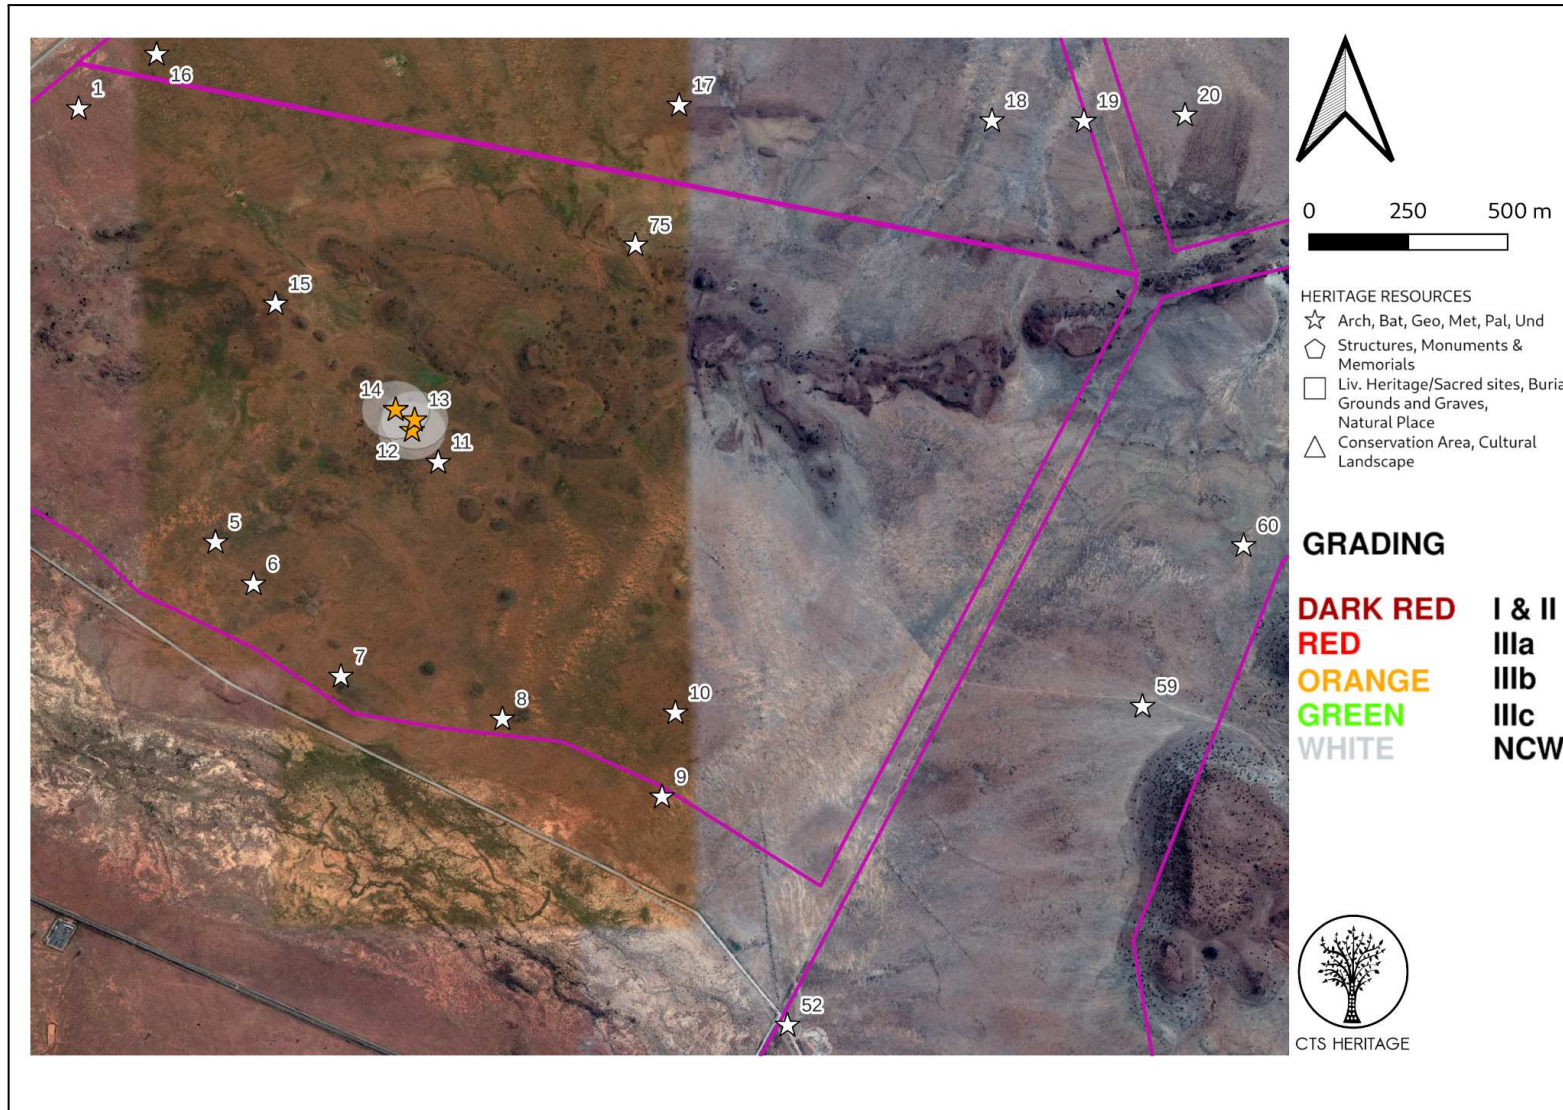 16
1
17
18
19
20
75
15
14
13
12
11
5
6
60
7
8
10
59
9
52
0 250 500 m
HERITAGE RESOURCES
Arch, Bat, Geo, Met, Pal, Und
Structures, Monuments &
Memorials
Liv. Heritage/Sacred sites, Buria
Grounds and Graves,
Natural Place
Conservation Area, Cultural
Landscape
GRADING
DARK RED I & II
RED IIIa
ORANGE IIIb
GREEN IIIc
WHITE NCW
CTS HERITAGE